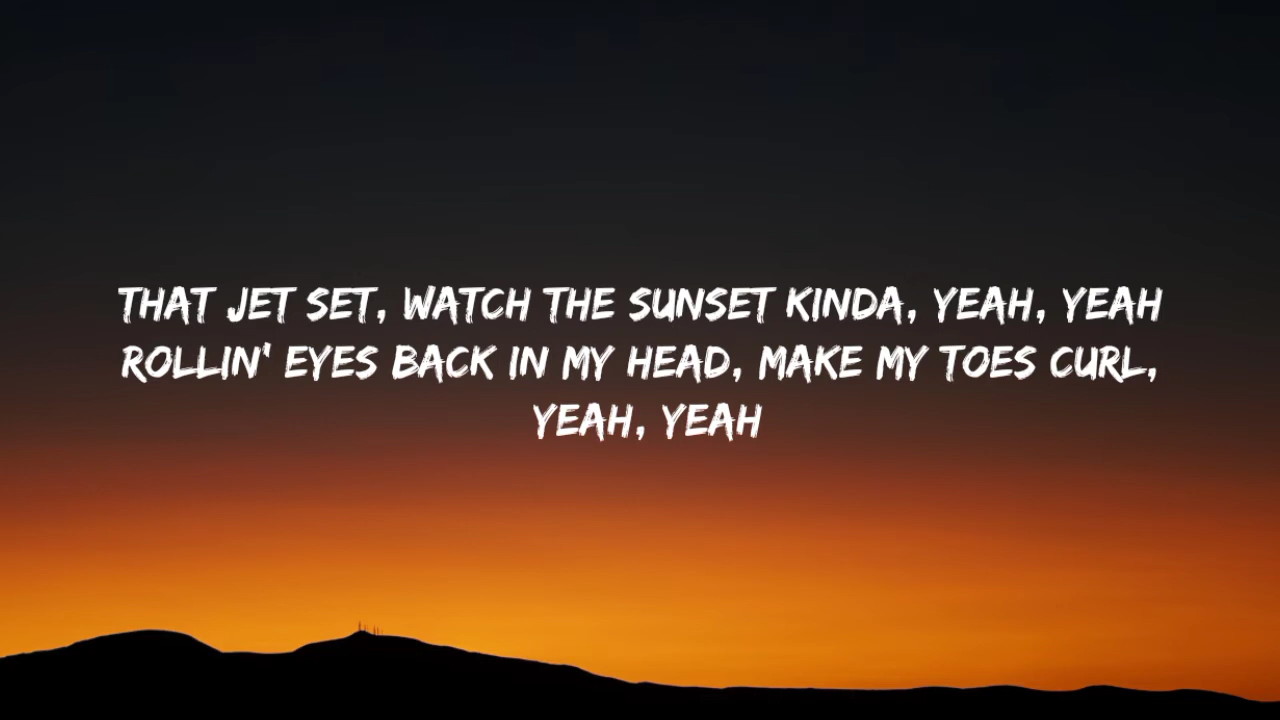 THAT JET SET, WATCH THE SUNSET KINDA, YEAH, YEAH
ROLLIN' EYES BACK IN MY HEAD, MAKE MY TOES CURL,
YEAH, YEAH